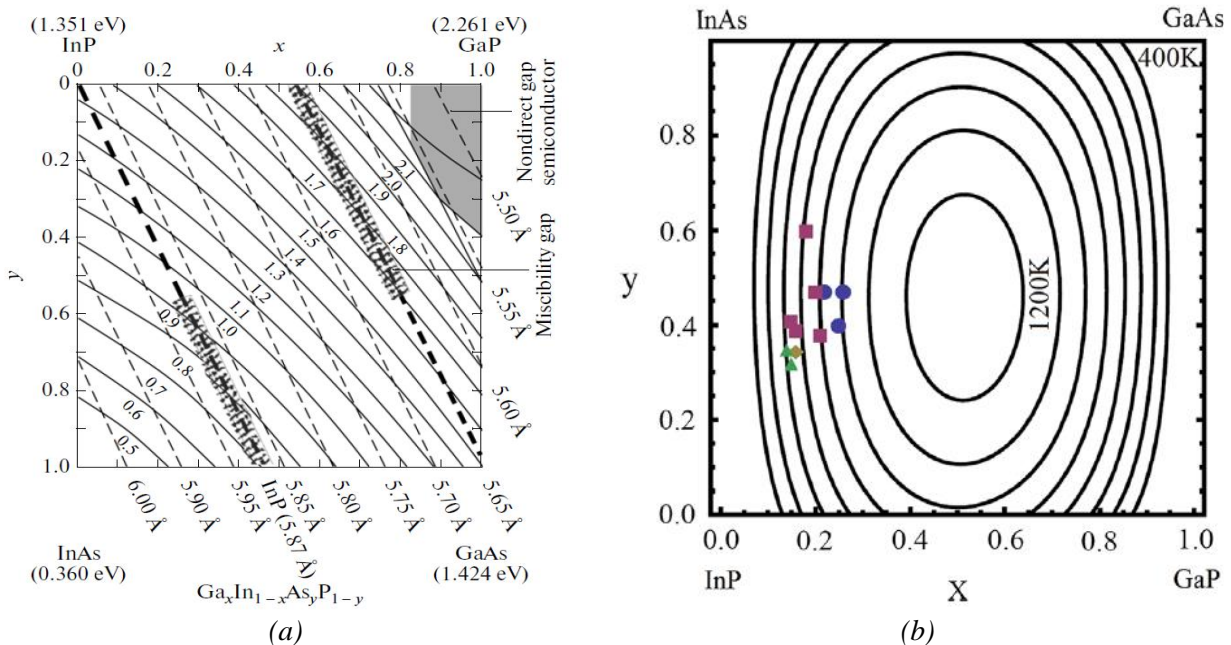 (1.351 eV)
InP
x
(2.261 eV)
GaP
0
0.2
0.4
0.6
0.8
1.0
0
0.2
0.4
0.6
0.8
1.0
y
2.1
2.0
1.9
1.8
1.7
1.6
1.5
1.4
1.3
1.2
1.1
1.0
0.9
0.8
0.7
0.6
0.5
Nondirect gap
semiconductor
Miscibility gap
5.50 Å
5.55 Å
5.60 Å
6.00 Å
5.90 Å
5.95 Å
InP (5.87 Å)
5.85 Å
5.80 Å
5.75 Å
5.70 Å
5.65 Å
InAs
(0.360 eV)
GaAs
(1.424 eV)
GaxIn1−xAsyP1−y
(a)
InAs
GaAs
400K
1200K
0.8
0.6
0.4
0.2
0.0
y
0.0
0.2
0.4
0.6
0.8
1.0
InP
X
GaP
(b)